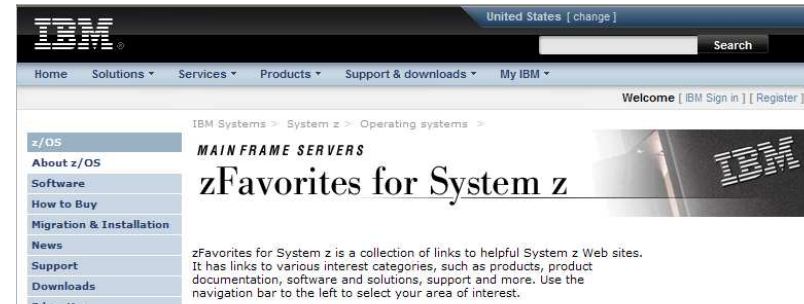 United States [ change ]
IBM®
Search
Home Solutions Services Products Support & downloads My IBM
Welcome [ IBM Sign in ] [ Register ]
IBM Systems > System z > Operating systems >
z/OS
About z/OS
Software
How to Buy
Migration & Installation
News
Support
Downloads
MAINFRAME SERVERS
zFavorites for System z
IBM
zFavorites for System z is a collection of links to helpful System z Web sites.
It has links to various interest categories, such as products, product
documentation, software and solutions, support and more. Use the
navigation bar to the left to select your area of interest.